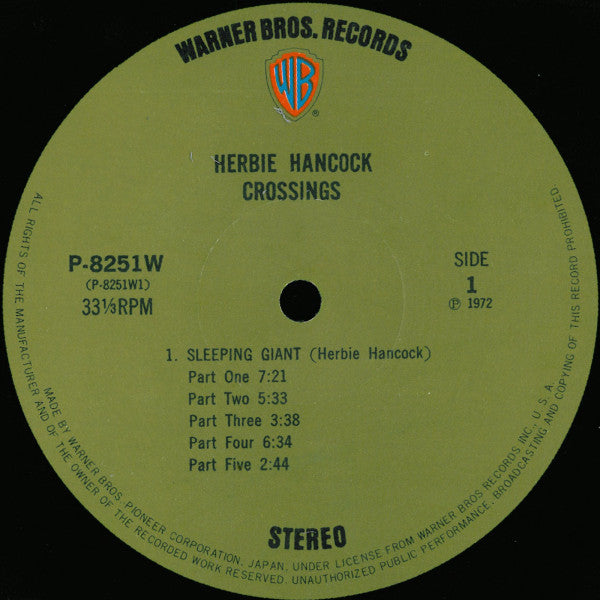 WARNER BROS. RECORDS
WB
®
HERBIE HANCOCK
CROSSINGS
P-8251W
(P-8251W1)
33⅓RPM
SIDE
1
℗ 1972
1. SLEEPING GIANT (Herbie Hancock)
Part One 7:21
Part Two 5:33
Part Three 3:38
Part Four 6:34
Part Five 2:44
STEREO
MADE BY WARNER BROS. PIONEER CORPORATION, JAPAN, UNDER LICENSE FROM WARNER BROS RECORDS INC., U. S. A.
ALL RIGHTS OF THE MANUFACTURER AND OF THE OWNER OF THE RECORDED WORK RESERVED. UNAUTHORIZED PUBLIC PERFORMANCE, BROADCASTING AND COPYING OF THIS RECORD PROHIBITED